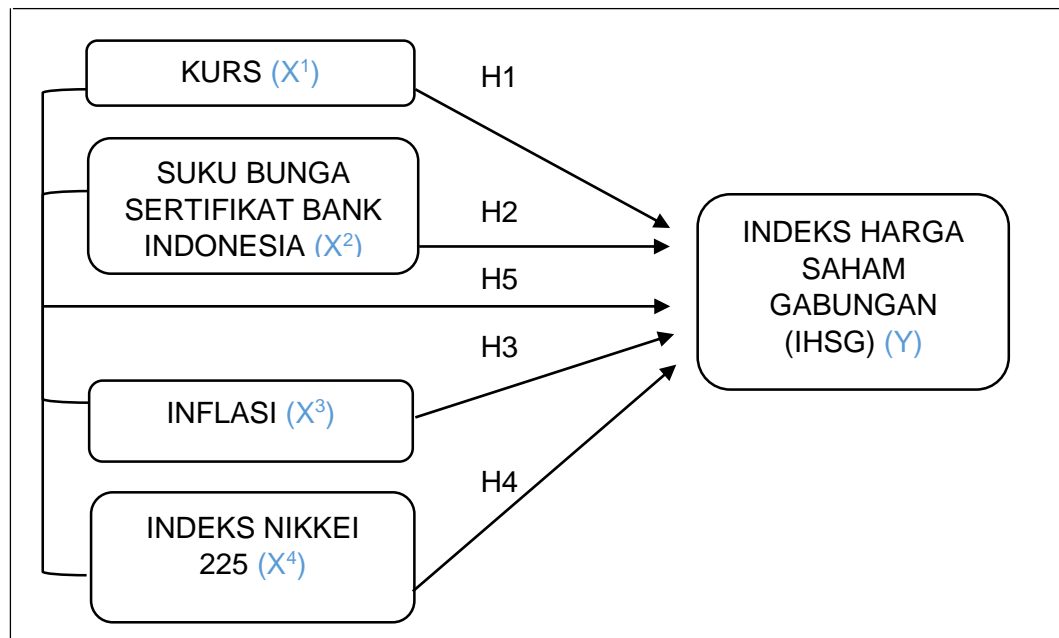 KURS (X¹)
H1
SUKU BUNGA
SERTIFIKAT BANK
INDONESIA (X²)
H2
H5
INDEKS HARGA
SAHAM
GABUNGAN
(IHSG) (Y)
H3
INFLASI (X³)
H4
INDEKS NIKKEI
225 (X⁴)